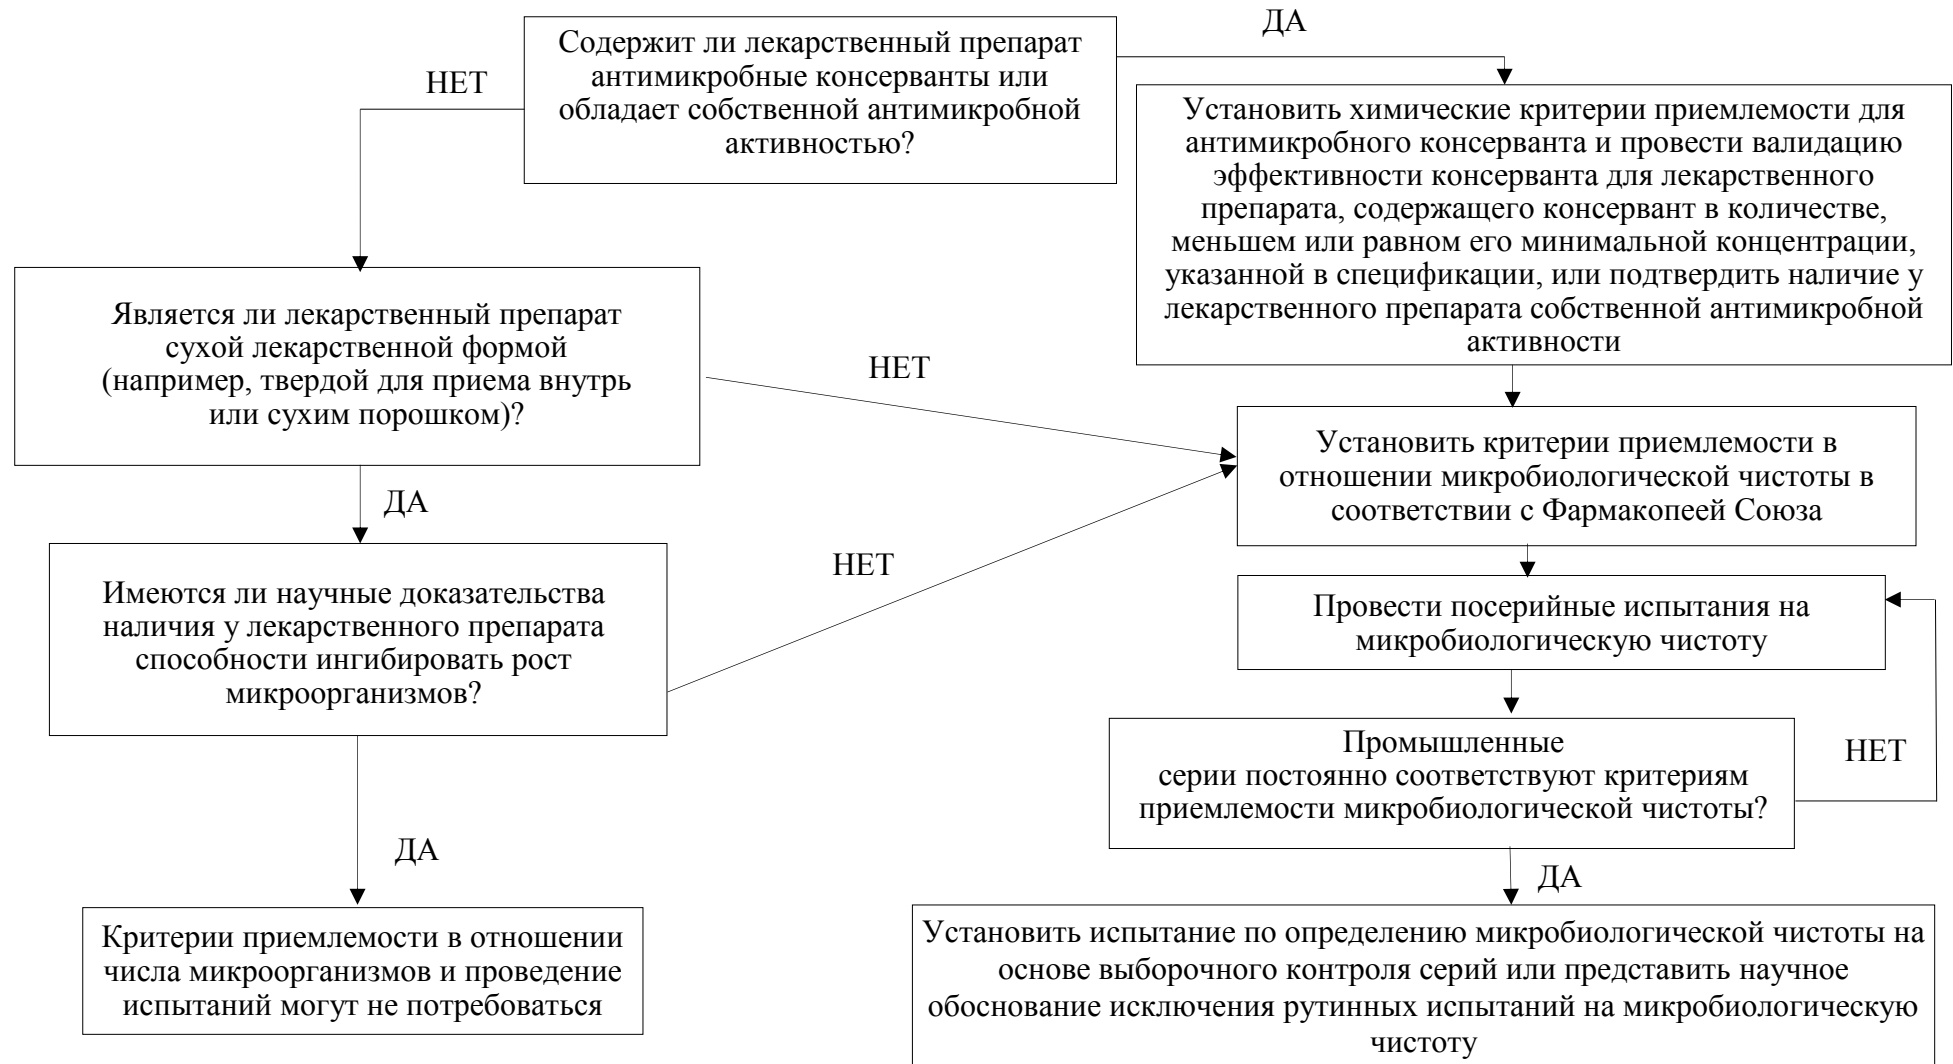 Содержит ли лекарственный препарат
антимикробные консерванты или
обладает собственной антимикробной
активностью?
НЕТ
ДА
Установить химические критерии приемлемости для
антимикробного консерванта и провести валидацию
эффективности консерванта для лекарственного
препарата, содержащего консервант в количестве,
меньшем или равном его минимальной концентрации,
указанной в спецификации, или подтвердить наличие у
лекарственного препарата собственной антимикробной
активности
Является ли лекарственный препарат
сухой лекарственной формой
(например, твердой для приема внутрь
или сухим порошком)?
НЕТ
ДА
Установить критерии приемлемости в
отношении микробиологической чистоты в
соответствии с Фармакопеей Союза
Имеются ли научные доказательства
наличия у лекарственного препарата
способности ингибировать рост
микроорганизмов?
НЕТ
Провести посерийные испытания на
микробиологическую чистоту
Промышленные
серии постоянно соответствуют критериям
приемлемости микробиологической чистоты?
НЕТ
ДА
ДА
Критерии приемлемости в отношении
числа микроорганизмов и проведение
испытаний могут не потребоваться
Установить испытание по определению микробиологической чистоты на
основе выборочного контроля серий или представить научное
обоснование исключения рутинных испытаний на микробиологическую
чистоту